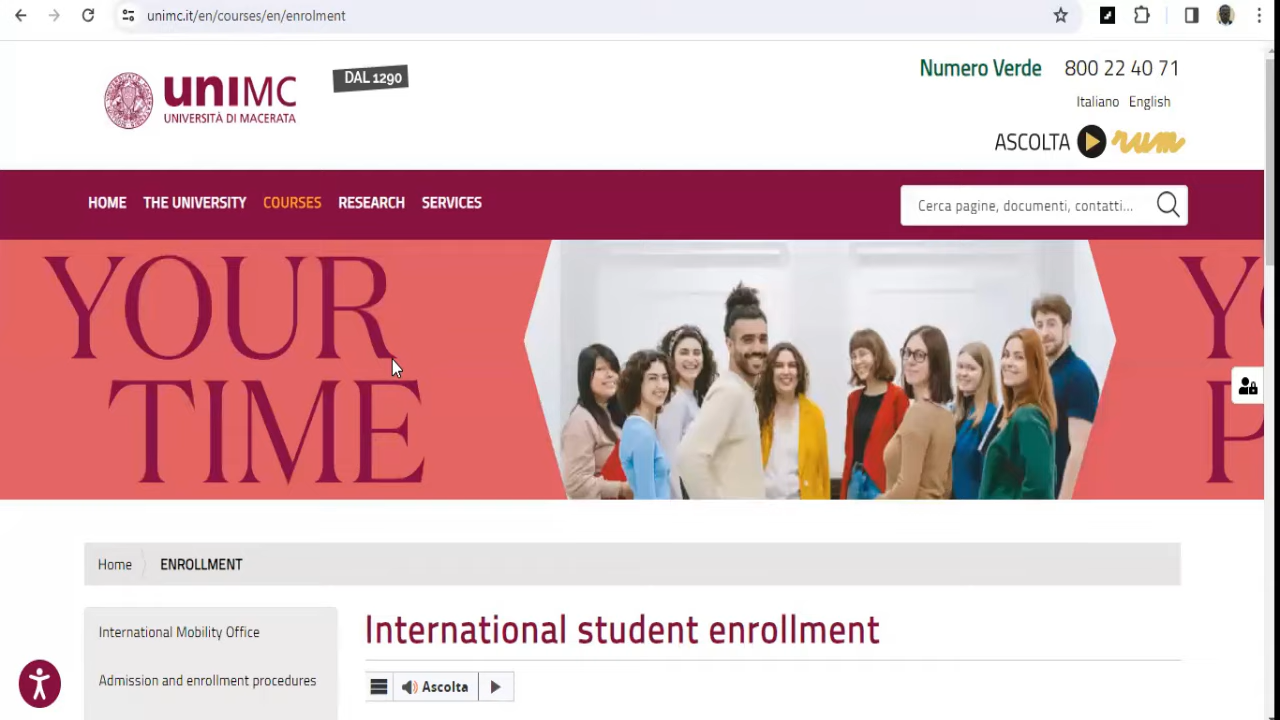 unimc.it/en/courses/en/enrolment
unIMC
UNIVERSITÀ DI MACERATA
DAL 1290
Numero Verde 800 22 40 71
Italiano English
ASCOLTA rum
HOME THE UNIVERSITY COURSES RESEARCH SERVICES
Cerca pagine, documenti, contatti...
YOUR
TIME
Y
P
Home ENROLLMENT
International Mobility Office
Admission and enrollment procedures
International student enrollment
Ascolta